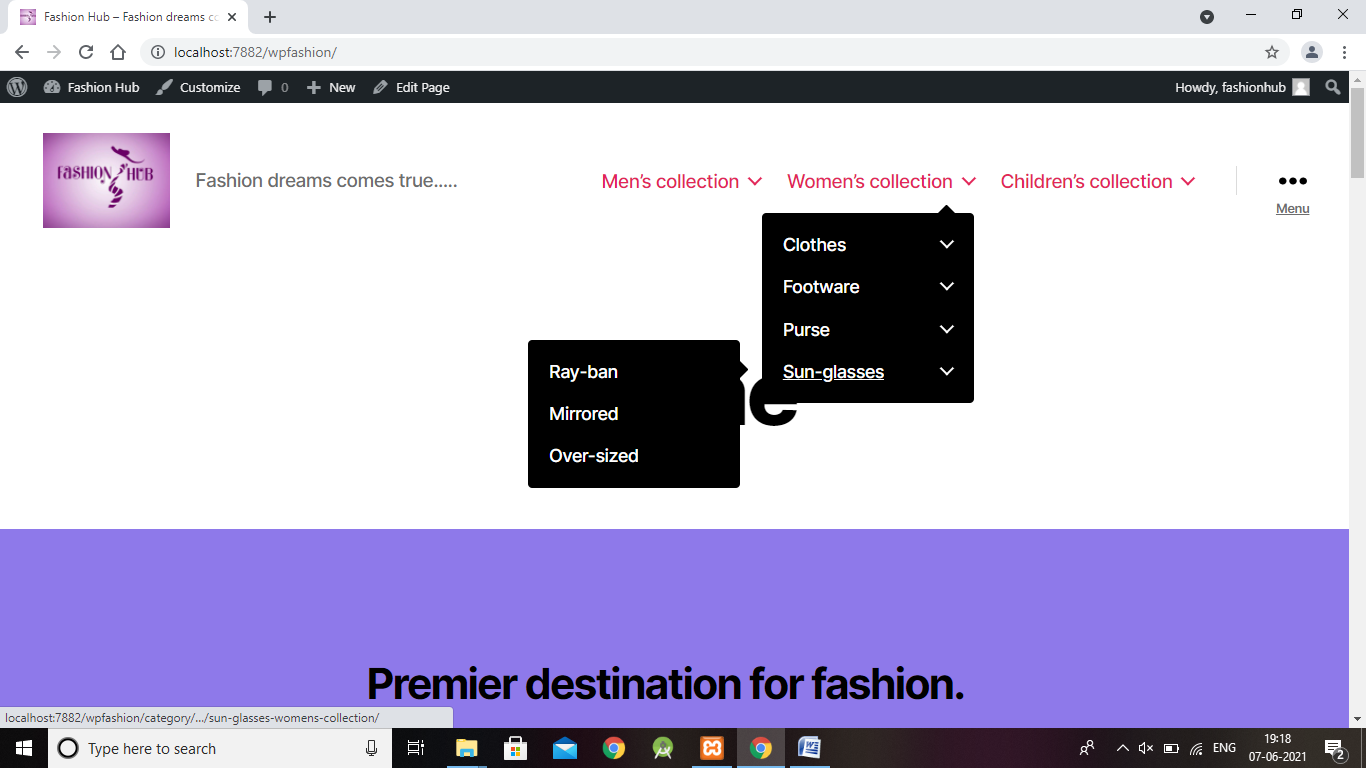 Fashion Hub – Fashion dreams co
localhost:7882/wpfashion/
Fashion Hub Customize 0 New Edit Page Howdy, fashionhub
FASHION HUB
Fashion dreams comes true.....
Men's collection Women's collection Children's collection
Menu
Clothes
Footware
Purse
Sun-glasses
Ray-ban
Mirrored
Over-sized
Premier destination for fashion.
localhost:7882/wpfashion/category/.../sun-glasses-womens-collection/
Type here to search
ENG
19:18
07-06-2021
2